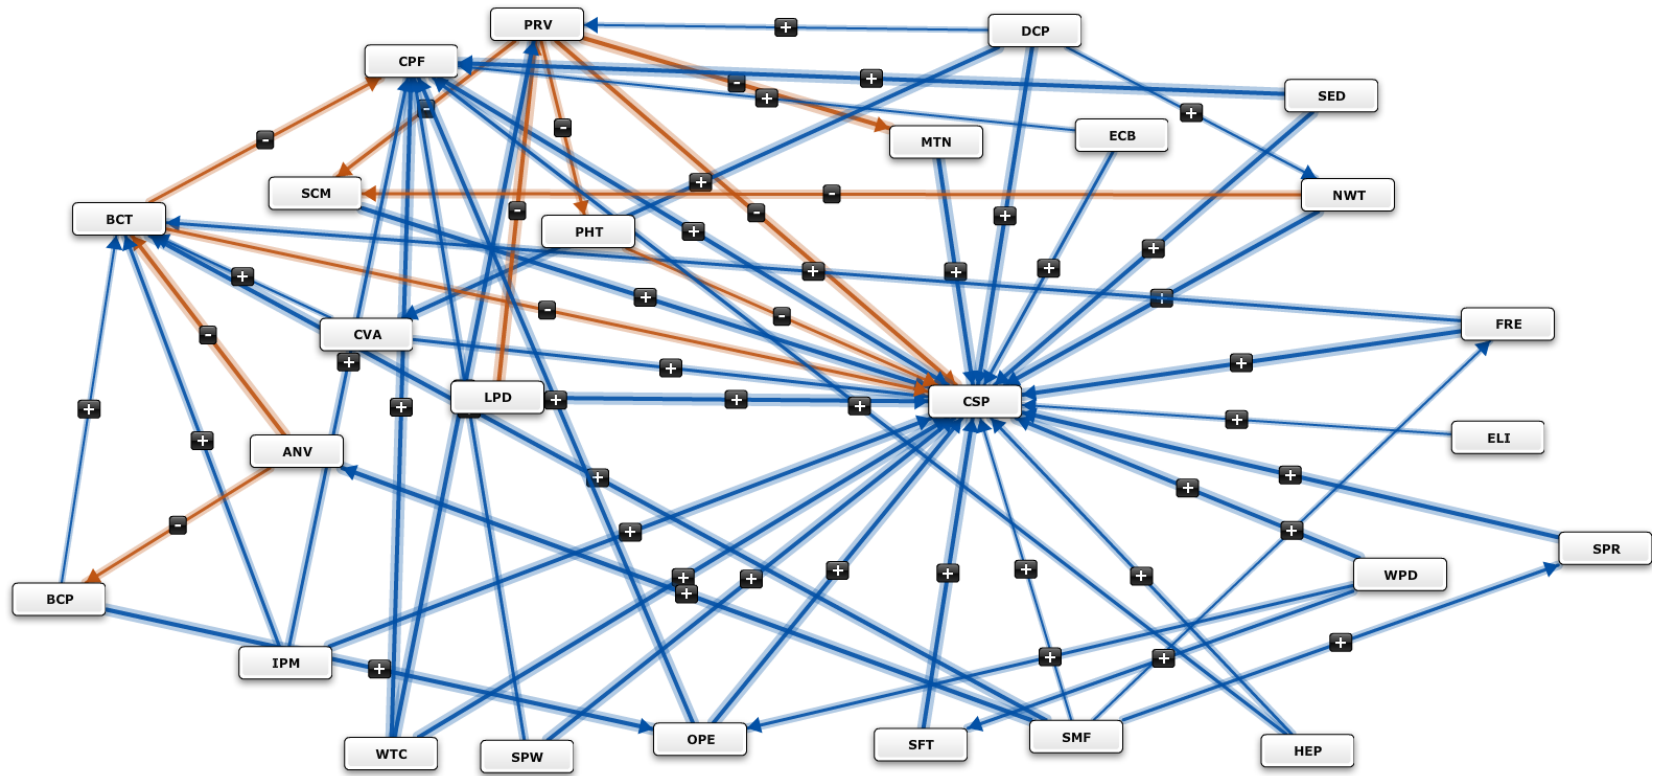 PRV
DCP
CPF
SED
ECB
MTN
SCM
NWT
BCT
PHT
FRE
CVA
LPD
CSP
ELI
ANV
SPR
WPD
BCP
IPM
WTC
SPW
OPE
SFT
SMF
HEP